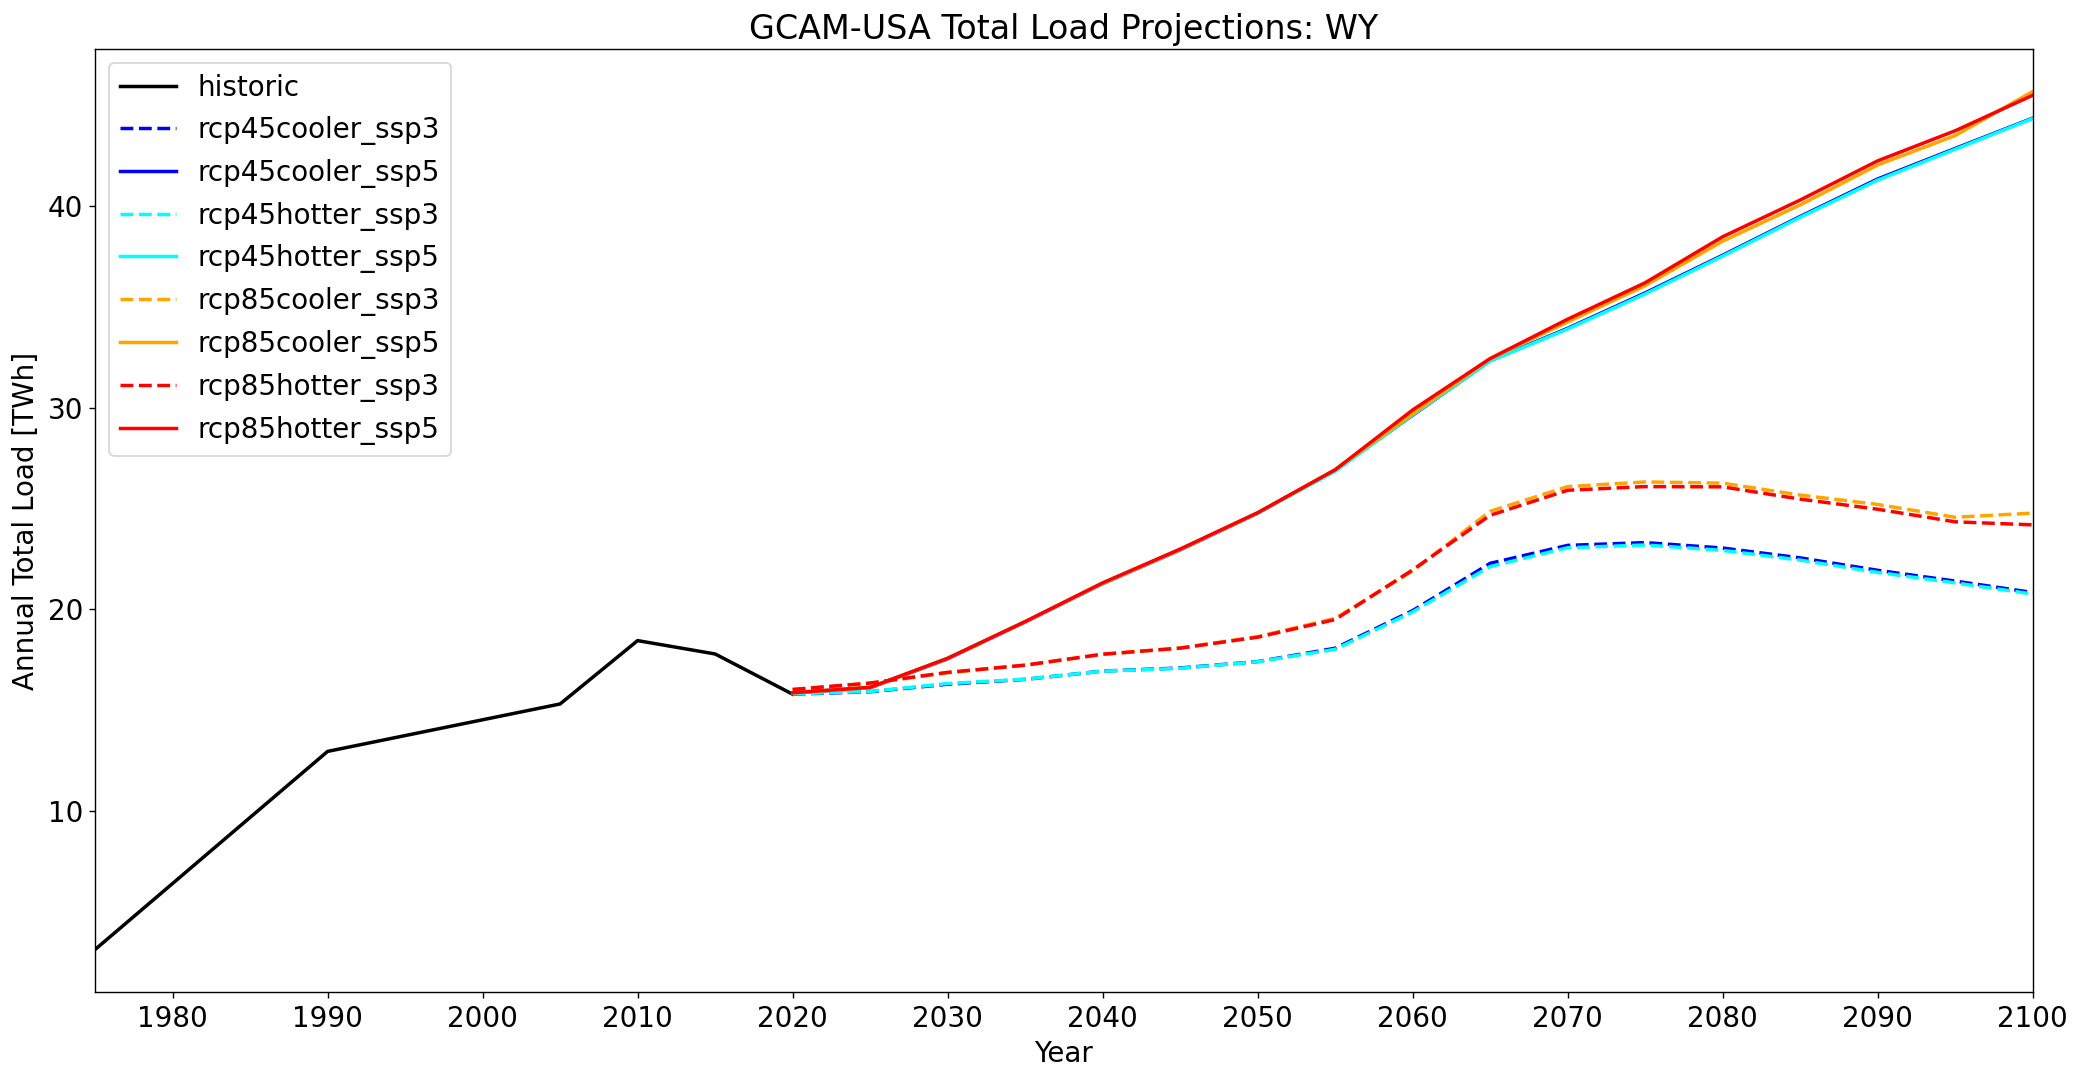 GCAM-USA Total Load Projections: WY
historic
rcp45cooler_ssp3
rcp45cooler_ssp5
rcp45hotter_ssp3
rcp45hotter_ssp5
rcp85cooler_ssp3
rcp85cooler_ssp5
rcp85hotter_ssp3
rcp85hotter_ssp5
Annual Total Load [TWh]
40
30
20
10
1980 1990 2000 2010 2020 2030 2040 2050 2060 2070 2080 2090 2100
Year